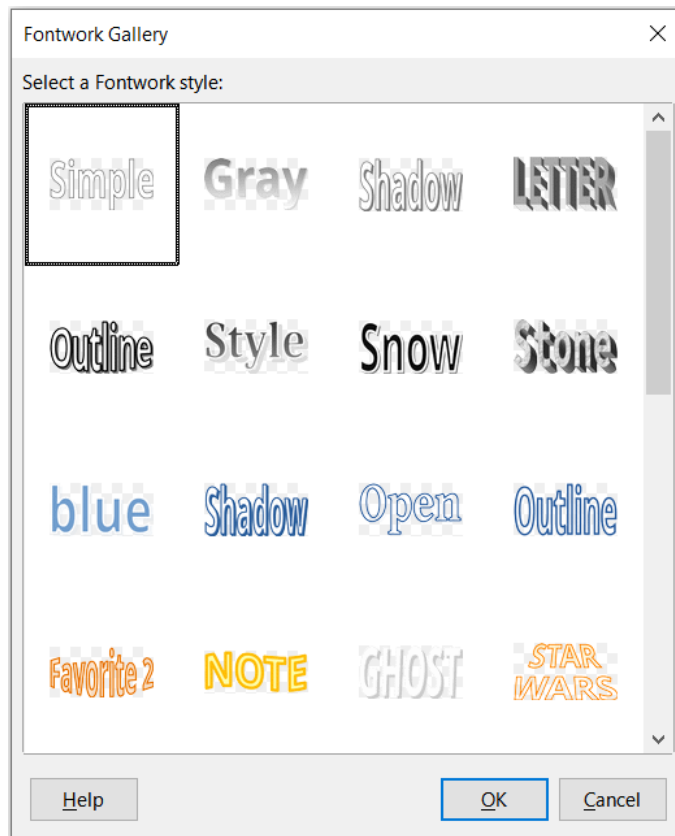 Fontwork Gallery
Select a Fontwork style:
Simple Gray Shadow LETTER
Outline Style Snow Stone
blue Shadow Open Outline
Favorite 2 NOTE GHOST STAR
WARS
Help OK Cancel